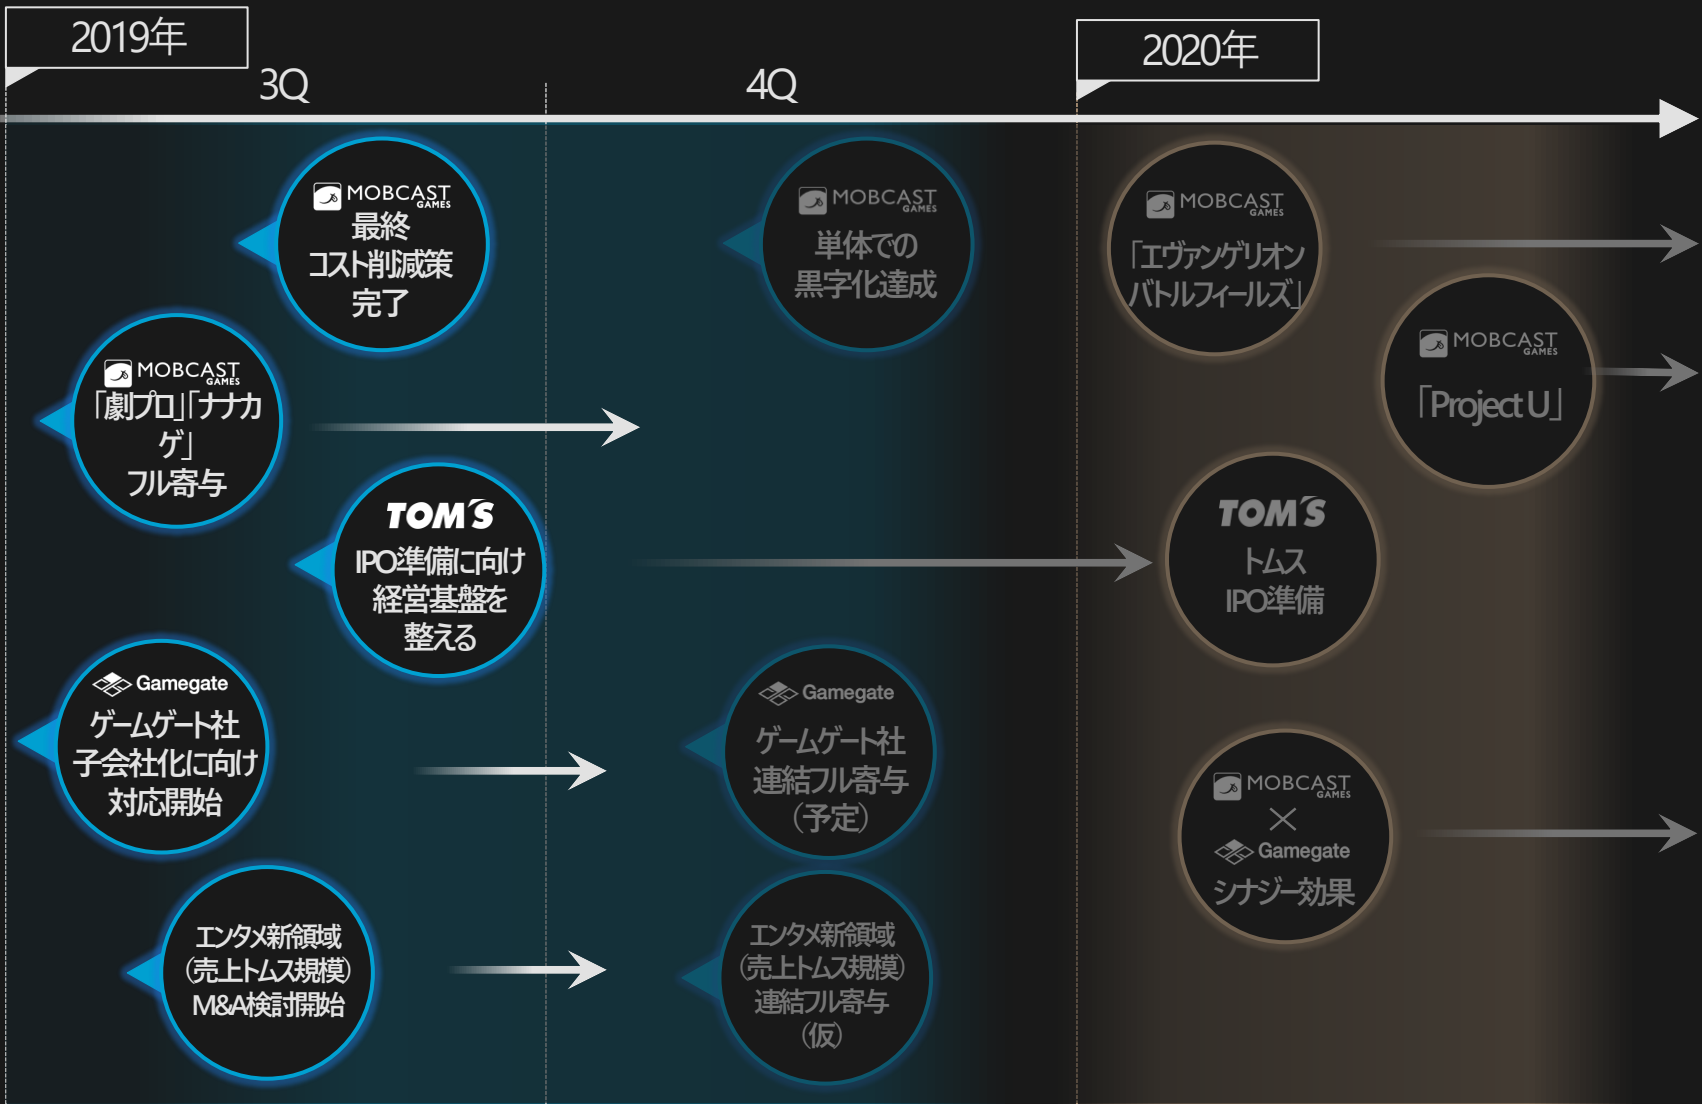 2019年
3Q
4Q
2020年
MOBCAST
GAMES
最終
コスト削減策
完了
MOBCAST
GAMES
単体での
黒字化達成
MOBCAST
GAMES
「エヴァンゲリオン
バトルフィールズ」
MOBCAST
GAMES
「Project U」
MOBCAST
GAMES
「劇プロ」「ナナカ
ゲ」
フル寄与
TOM'S
IPO準備に向け
経営基盤を
整える
TOM'S
トムス
IPO準備
Gamegate
ゲームゲート社
子会社化に向け
対応開始
Gamegate
ゲームゲート社
連結フル寄与
（予定）
MOBCAST
GAMES
×
Gamegate
シナジー効果
エンタメ新領域
（売上トムス規模）
M&A検討開始
エンタメ新領域
（売上トムス規模）
連結フル寄与
（仮）